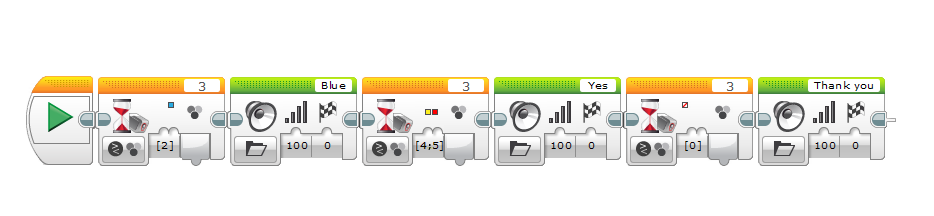 3 Blue 3 Yes 3 Thank you
[2] 100 0 [4;5] 100 0 [0] 100 0